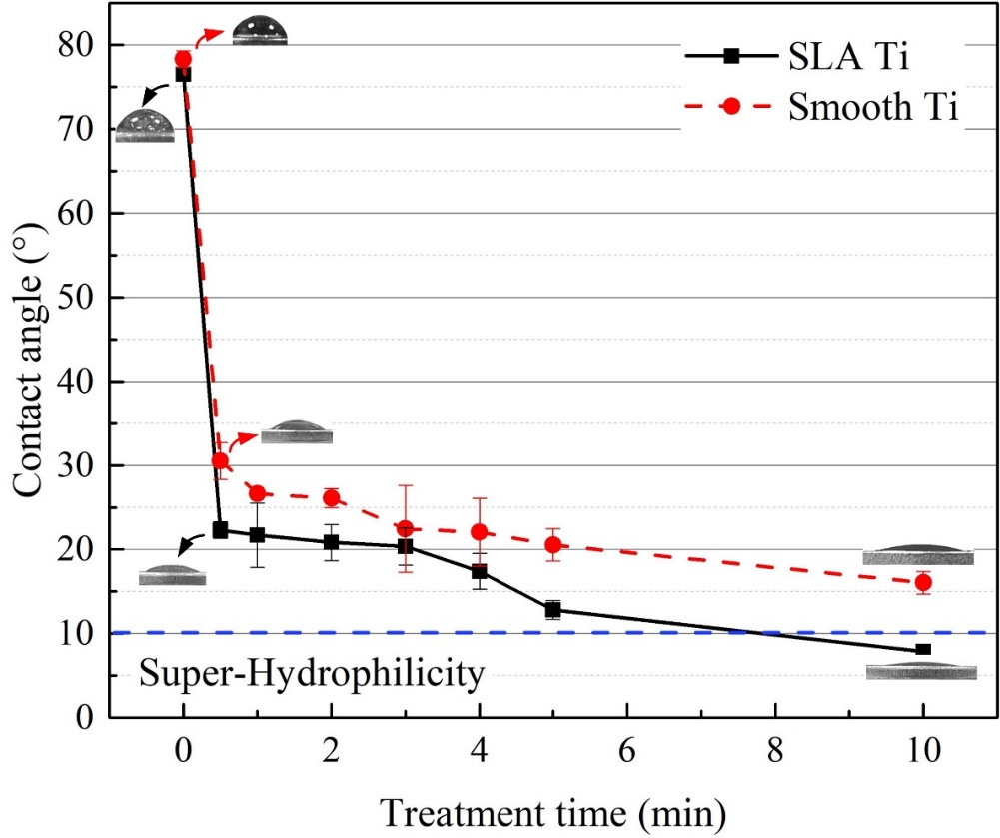 SLA Ti
Smooth Ti
Contact angle (°)
80
70
60
50
40
30
20
10
0
Super-Hydrophilicity
0 2 4 6 8 10
Treatment time (min)